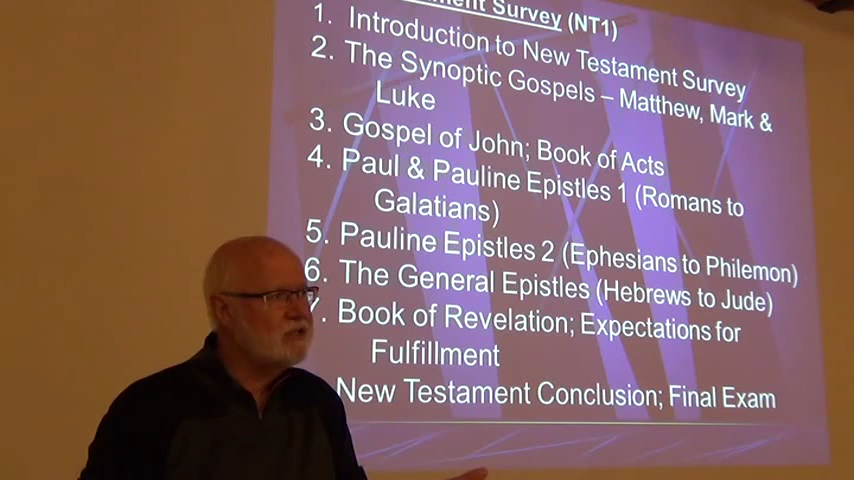 Survey (NT1)
1. Introduction to New Testament Survey
2. The Synoptic Gospels – Matthew, Mark &
Luke
3. Gospel of John; Book of Acts
4. Paul & Pauline Epistles 1 (Romans to
Galatians)
5. Pauline Epistles 2 (Ephesians to Philemon)
6. The General Epistles (Hebrews to Jude)
7. Book of Revelation; Expectations for
Fulfillment
New Testament Conclusion; Final Exam